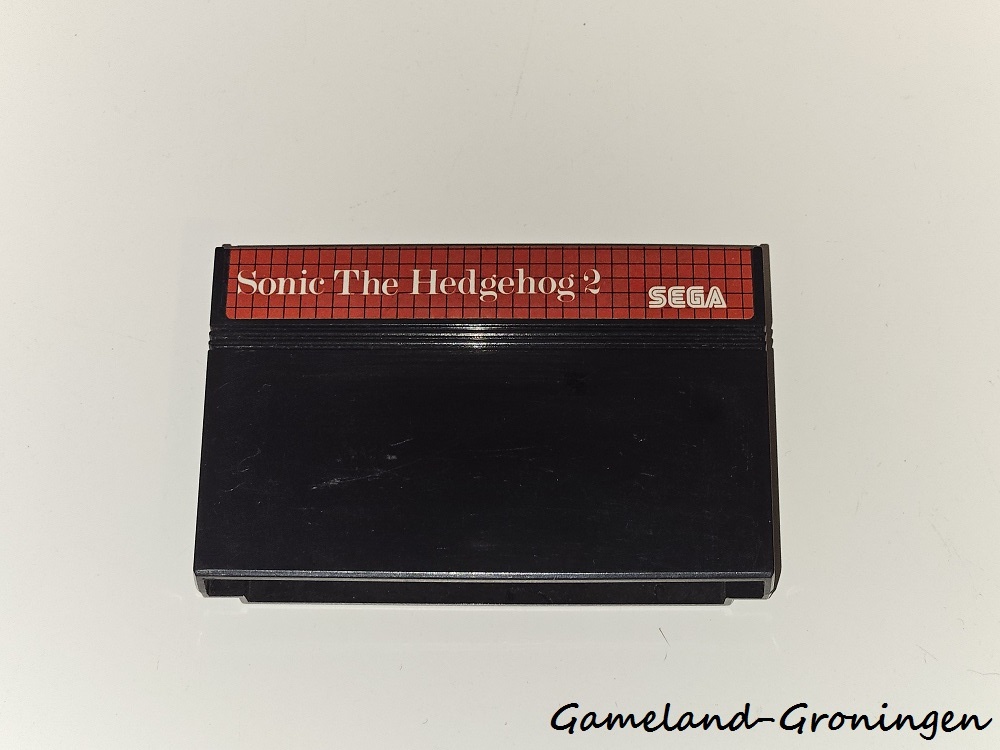 Sonic The Hedgehog 2
SEGA
Gameland-Groningen